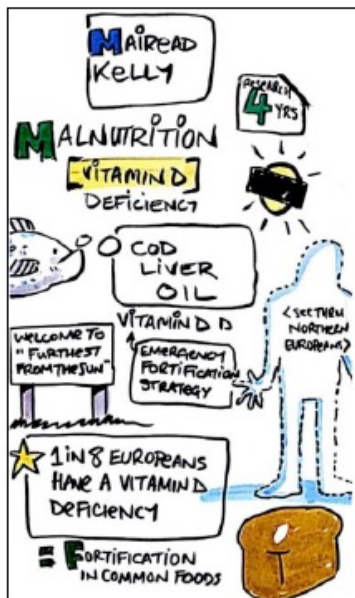 MAIREAD
KELLY
RESEARCH
4 YRS
MALNUTRITION
[VITAMIN D]
DEFICIENCY
COD
LIVER
OIL
VITAMIN D D
WELCOME TO
"FURTHEST
FROM THE SUN"
EMERGENCY
FORTIFICATION
STRATEGY
<SEE THRU
NORTHERN
EUROPEANS>
1 IN 8 EUROPEANS
HAVE A VITAMIN D
DEFICIENCY
= FORTIFICATION
IN COMMON FOODS